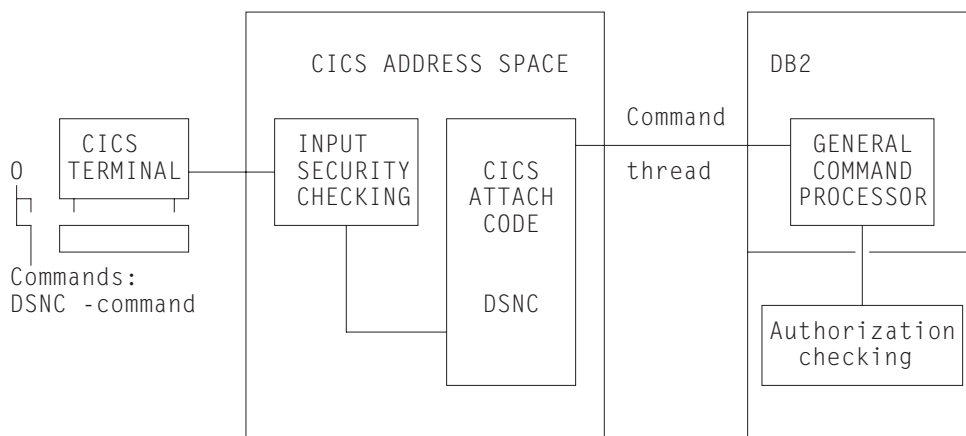 CICS ADDRESS SPACE
DB2
Command
thread
CICS
TERMINAL
INPUT
SECURITY
CHECKING
CICS
ATTACH
CODE
DSNC
GENERAL
COMMAND
PROCESSOR
Commands:
DSNC -command
Authorization
checking